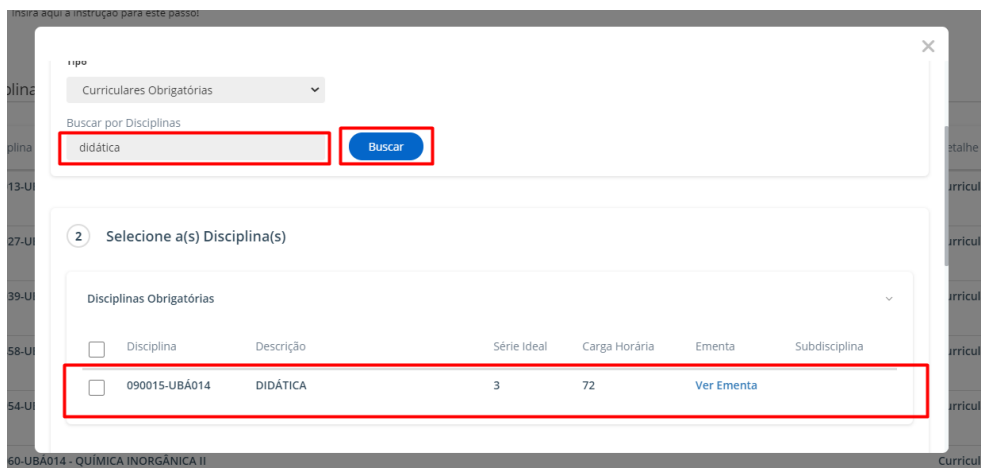 Insira aqui a instrução para este passo!
Tipo
Curriculares Obrigatórias
Buscar por Disciplinas
didática
Buscar
2 Selecione a(s) Disciplina(s)
Disciplinas Obrigatórias
Disciplina Descrição Série Ideal Carga Horária Ementa Subdisciplina
090015-UBÁ014 DIDÁTICA 3 72 Ver Ementa
60-UBÁ014 - QUÍMICA INORGÂNICA II